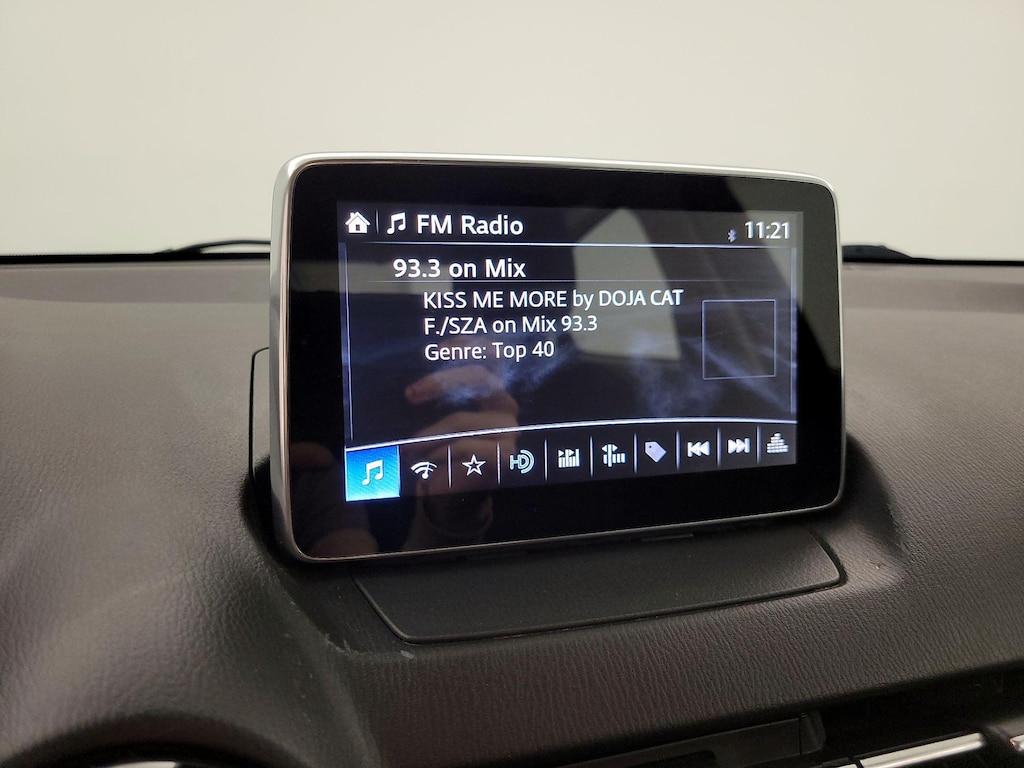 FM Radio 11:21
93.3 on Mix
KISS ME MORE by DOJA CAT
F./SZA on Mix 93.3
Genre: Top 40
HD